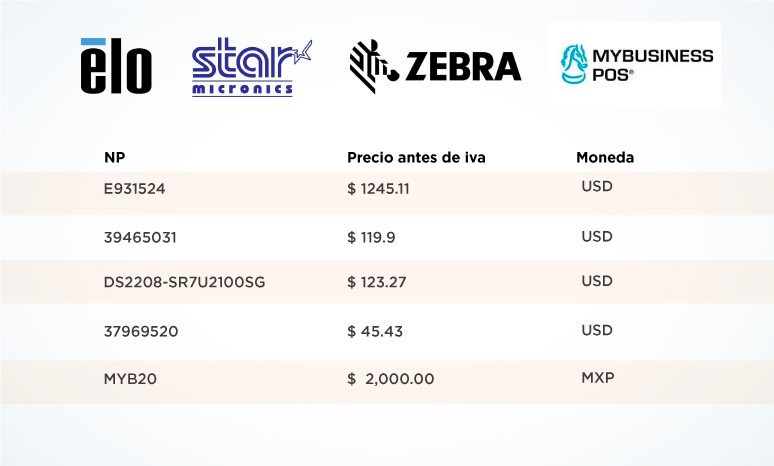 elo
star
micronics
ZEBRA
MYBUSINESS
POS®
NP Precio antes de iva Moneda
E931524 $ 1245.11 USD
39465031 $ 119.9 USD
DS2208-SR7U2100SG $ 123.27 USD
37969520 $ 45.43 USD
MYB20 $ 2,000.00 MXP